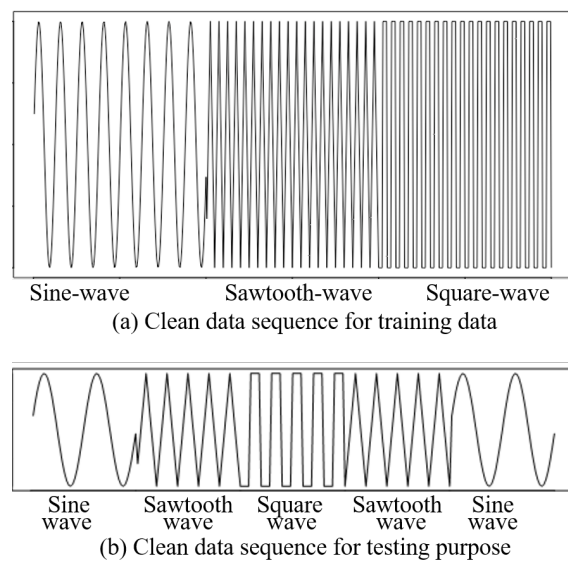 Sine-wave Sawtooth-wave Square-wave
(a) Clean data sequence for training data
Sine Sawtooth Square Sawtooth Sine
wave wave wave wave wave
(b) Clean data sequence for testing purpose